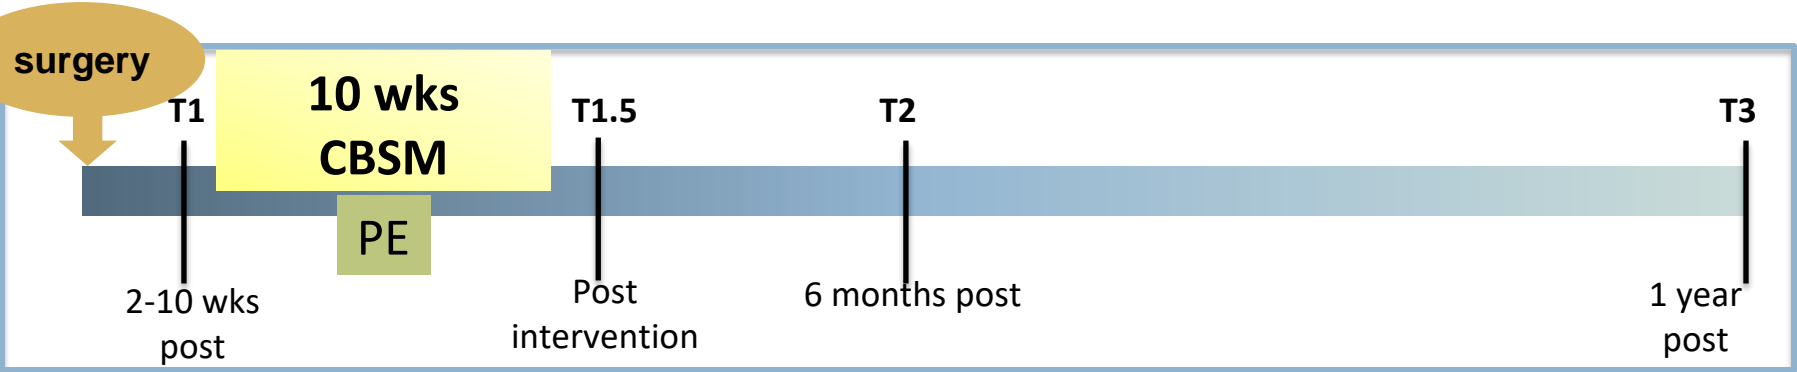 surgery
T1
10 wks
CBSM
T1.5
T2
T3
PE
2-10 wks
post
Post
intervention
6 months post
1 year
post